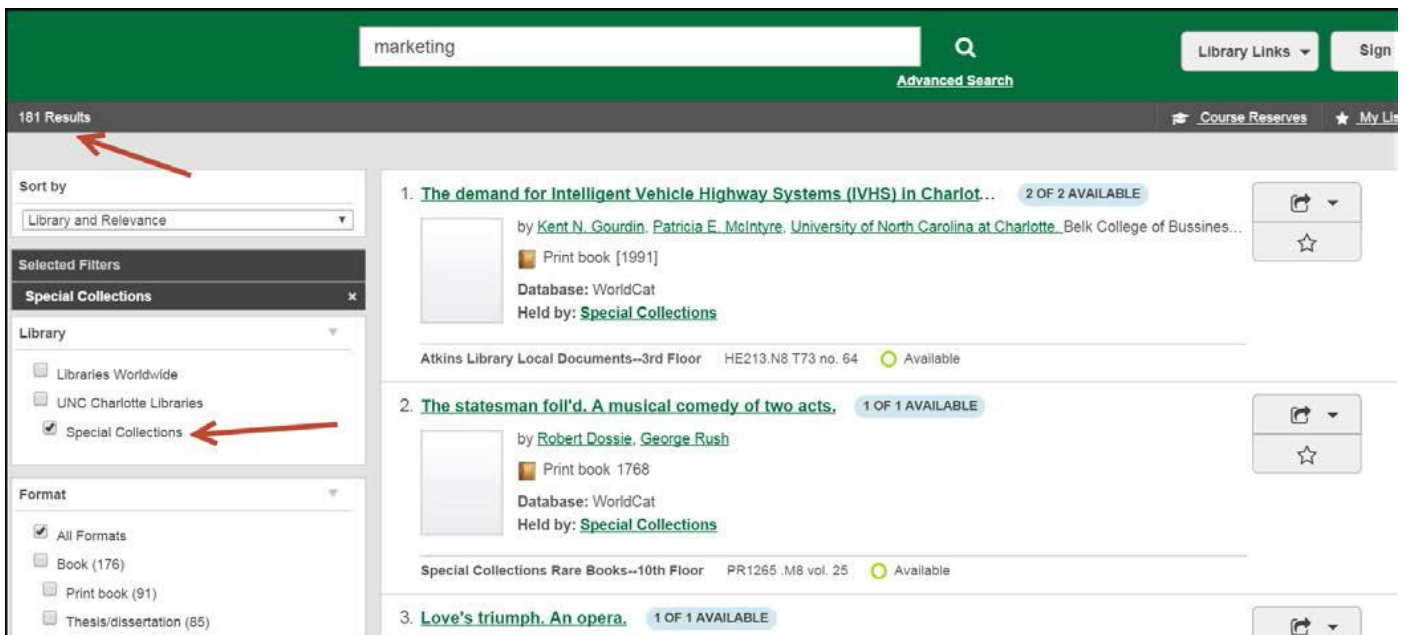 marketing
Library Links
Sign
Advanced Search
181 Results
Course Reserves
My Lis
Sort by
Library and Relevance
Selected Filters
Special Collections ×
Library
Libraries Worldwide
UNC Charlotte Libraries
Special Collections
Format
All Formats
Book (176)
Print book (91)
Thesis/dissertation (85)
1. The demand for Intelligent Vehicle Highway Systems (IVHS) in Charlot... 2 OF 2 AVAILABLE
by Kent N. Gourdin, Patricia E. McIntyre, University of North Carolina at Charlotte. Belk College of Bussines...
Print book [1991]
Database: WorldCat
Held by: Special Collections
Atkins Library Local Documents--3rd Floor HE213.N8 T73 no. 64 Available
2. The statesman foil'd. A musical comedy of two acts. 1 OF 1 AVAILABLE
by Robert Dossie, George Rush
Print book 1768
Database: WorldCat
Held by: Special Collections
Special Collections Rare Books--10th Floor PR1265 .M8 vol. 25 Available
3. Love's triumph. An opera. 1 OF 1 AVAILABLE